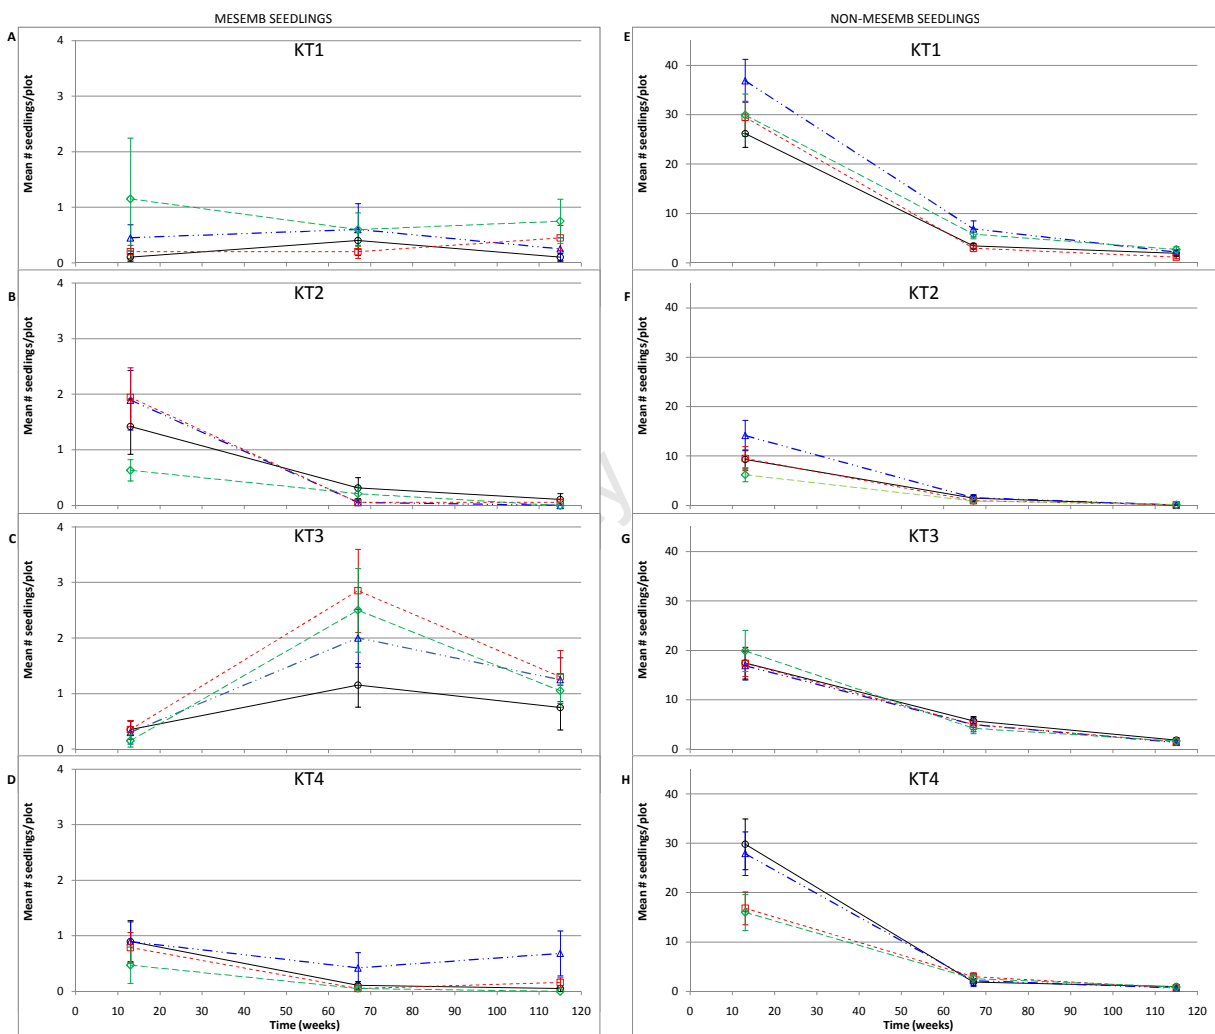 MESEMB SEEDLINGS
A
KT1
Mean # seedlings/plot
4
3
2
1
0
B
KT2
Mean # seedlings/plot
4
3
2
1
0
C
KT3
Mean # seedlings/plot
4
3
2
1
0
D
KT4
Mean # seedlings/plot
4
3
2
1
0
0 10 20 30 40 50 60 70 80 90 100 110 120
Time (weeks)
NON-MESEMB SEEDLINGS
E
KT1
Mean # seedlings/plot
40
30
20
10
0
F
KT2
Mean # seedlings/plot
40
30
20
10
0
G
KT3
Mean # seedlings/plot
40
30
20
10
0
H
KT4
Mean # seedlings/plot
40
30
20
10
0
0 10 20 30 40 50 60 70 80 90 100 110 120
Time (weeks)